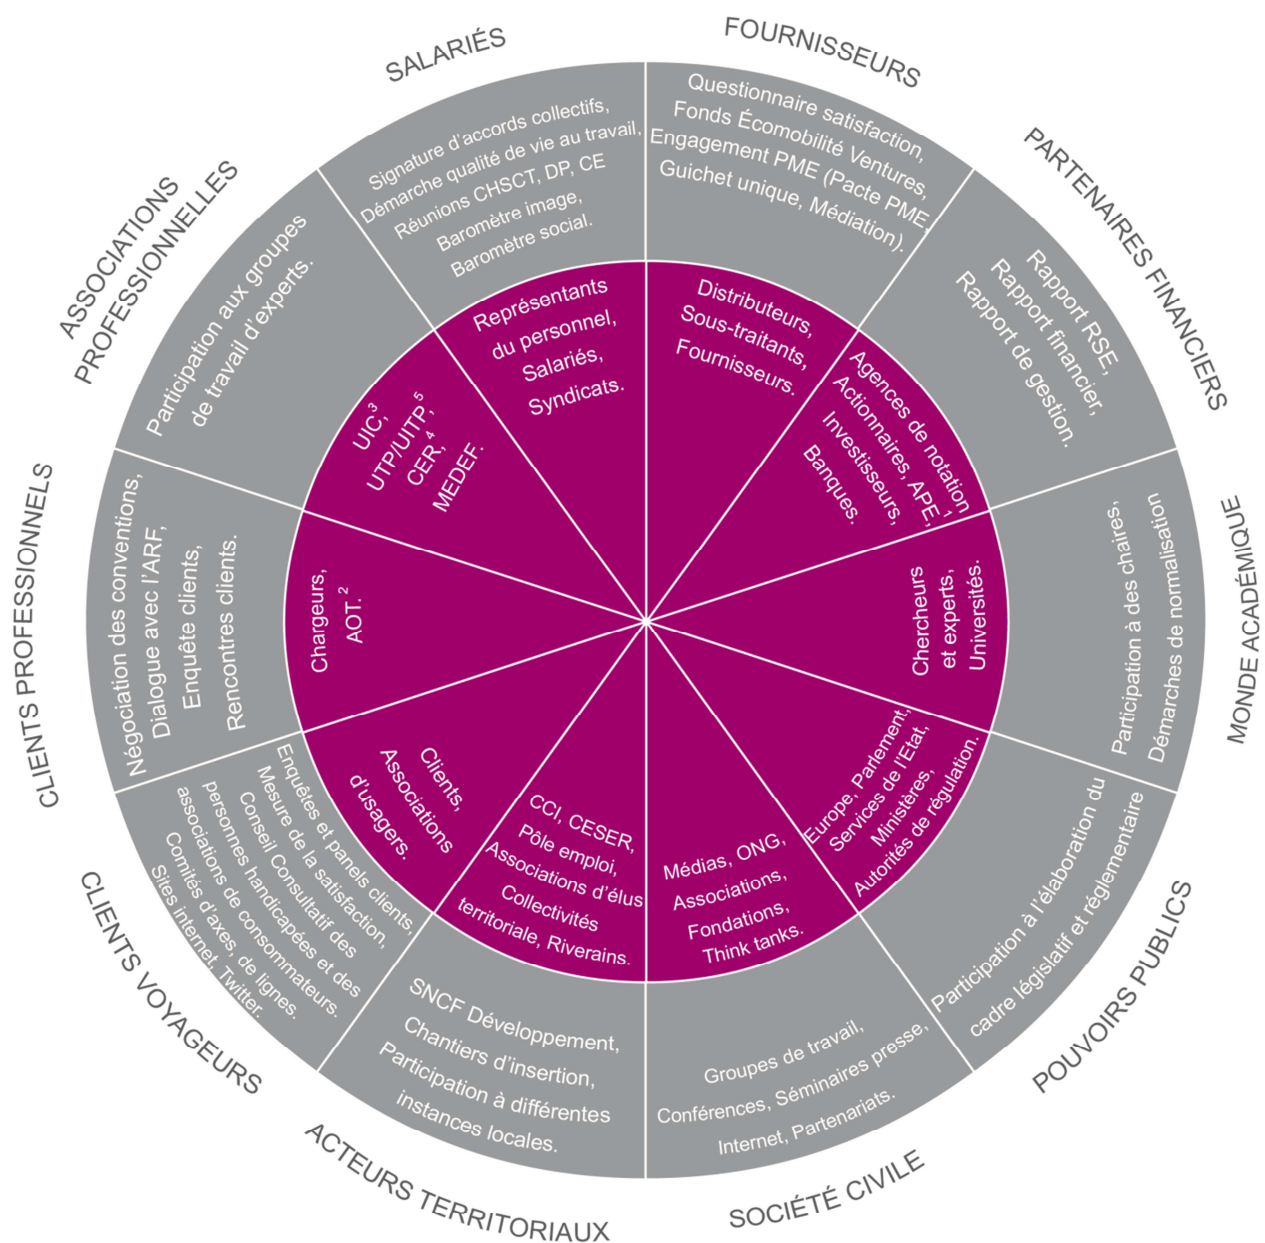 FOURNISSEURS
Questionnaire satisfaction,
Fonds Écomobilité Ventures,
Engagement PME (Pacte PME,
Guichet unique, Médiation).
Distributeurs,
Sous-traitants,
Fournisseurs.
PARTENAIRES FINANCIERS
Rapport RSE,
Rapport financier,
Rapport de gestion.
Agences de notation
Actionnaires, APE,1
Investisseurs,
Banques.
MONDE ACADÉMIQUE
Participation à des chaires,
Démarches de normalisation
Chercheurs
et experts,
Universités.
POUVOIRS PUBLICS
Participation à l'élaboration du
cadre législatif et réglementaire
Europe, Parlement,
Services de l'Etat,
Ministères,
Autorités de régulation.
SOCIÉTÉ CIVILE
Groupes de travail,
Conférences, Séminaires presse,
Internet, Partenariats.
Médias, ONG,
Associations,
Fondations,
Think tanks.
ACTEURS TERRITORIAUX
SNCF Développement,
Chantiers d'insertion,
Participation à différentes
instances locales.
CCI, CESER,
Pôle emploi,
Associations d'élus
Collectivités
territoriale, Riverains.
CLIENTS VOYAGEURS
Enquêtes et panels clients,
Mesure de la satisfaction,
Conseil Consultatif des
personnes handicapées et des
associations de consommateurs.
Comités d'axes, de lignes.
Sites internet, Twitter.
Clients,
Associations
d'usagers.
CLIENTS PROFESSIONNELS
Négociation des conventions,
Dialogue avec l'ARF,
Enquête clients,
Rencontres clients.
Chargeurs,
AOT.2
ASSOCIATIONS
PROFESSIONNELLES
Participation aux groupes
de travail d'experts.
UIC,3
UTP/UITP,5
CER,4
MEDEF.
SALARIÉS
Signature d'accords collectifs,
Démarche qualité de vie au travail,
Réunions CHSCT, DP, CE
Baromètre image,
Baromètre social.
Représentants
du personnel,
Salariés,
Syndicats.